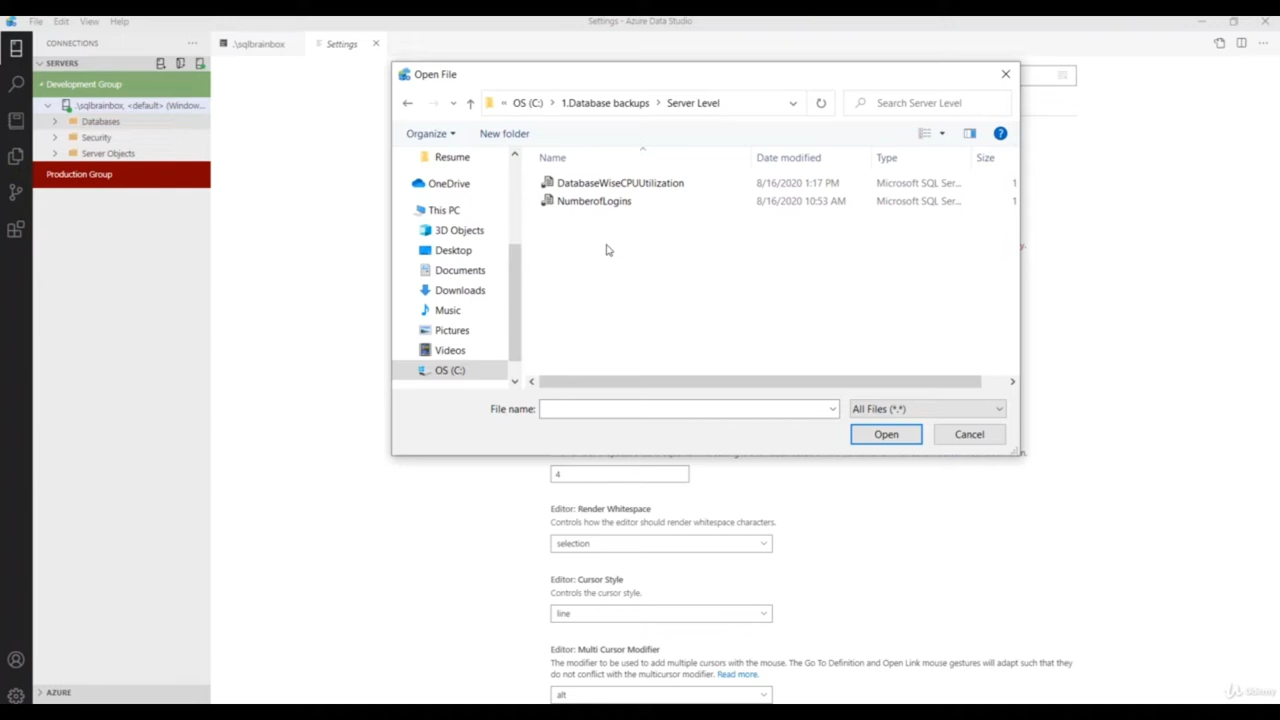 File Edit View Help
Settings - Azure Data Studio
CONNECTIONS
.\sqlbrainbox
Settings
SERVERS
Development Group
.\sqlbrainbox, <default> (Window...
Databases
Security
Server Objects
Production Group
AZURE
Open File
« OS (C:) > 1.Database backups > Server Level
Search Server Level
Organize
New folder
Resume
OneDrive
This PC
3D Objects
Desktop
Documents
Downloads
Music
Pictures
Videos
OS (C:)
Name Date modified Type Size
DatabaseWiseCPUUtilization 8/16/2020 1:17 PM Microsoft SQL Ser... 1
NumberofLogins 8/16/2020 10:53 AM Microsoft SQL Ser... 1
File name:
All Files (*.*)
Open Cancel
4
Editor: Render Whitespace
Controls how the editor should render whitespace characters.
selection
Editor: Cursor Style
Controls the cursor style.
line
Editor: Multi Cursor Modifier
The modifier to be used to add multiple cursors with the mouse. The Go To Definition and Open Link mouse gestures will adapt such that they
do not conflict with the multicursor modifier. Read more.
alt
Udemy